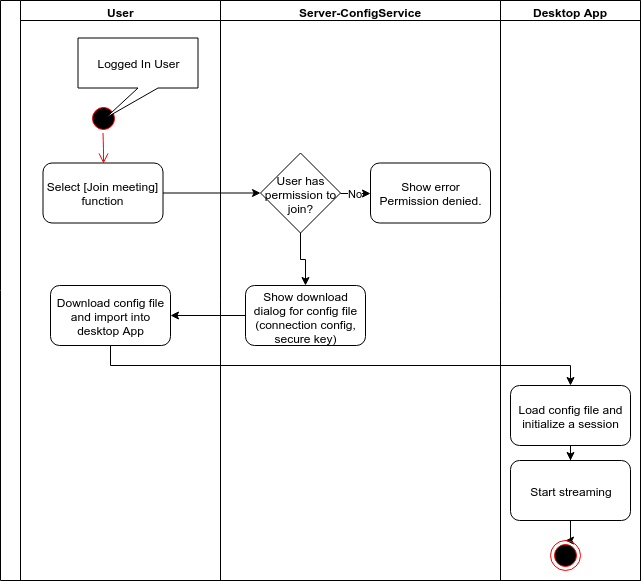 User
Server-ConfigService
Desktop App
Logged In User
Select [Join meeting]
function
User has
permission to
join?
No
Show error
Permission denied.
Download config file
and import into
desktop App
Show download
dialog for config file
(connection config,
secure key)
Load config file and
initialize a session
Start streaming